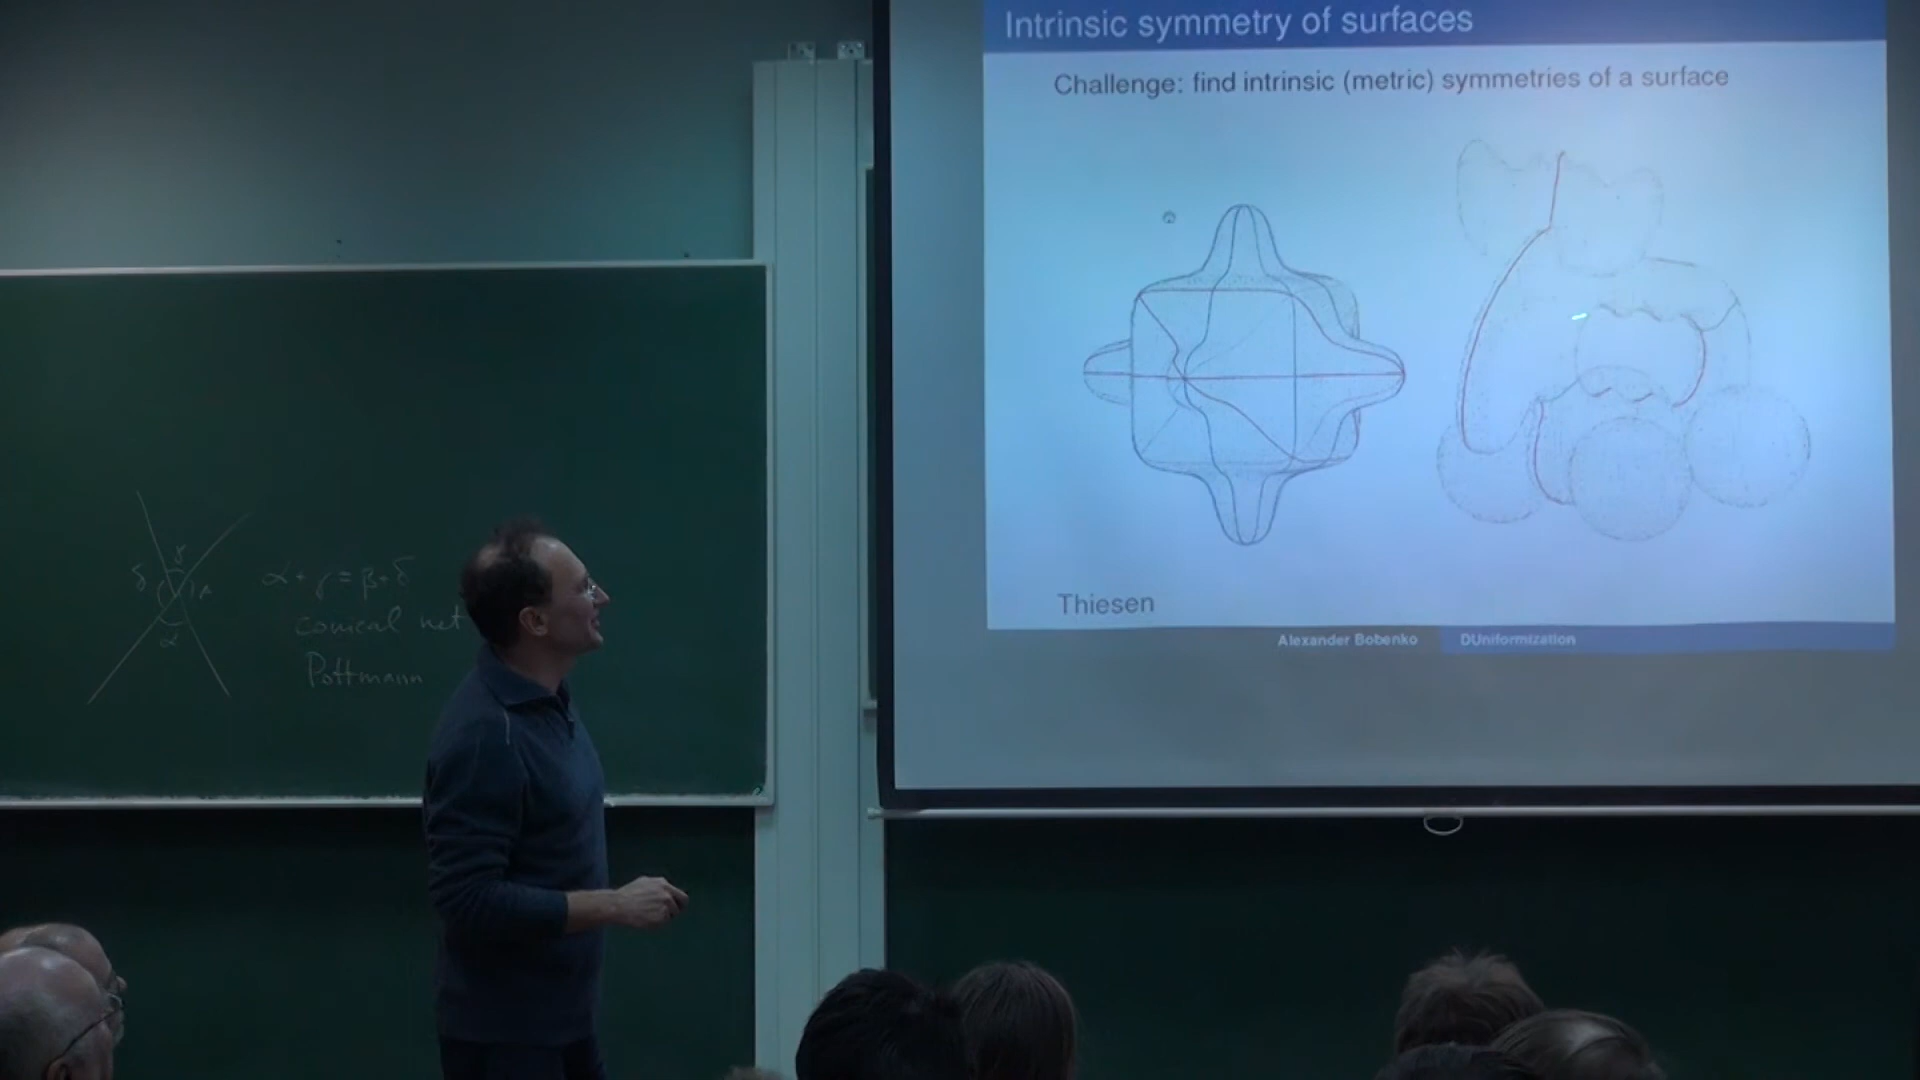 Intrinsic symmetry of surfaces
Challenge: find intrinsic (metric) symmetries of a surface
Thiesen
Alexander Bobenko DUniformization
δ γ
α
α + γ = β + δ
conical net
Pottmann